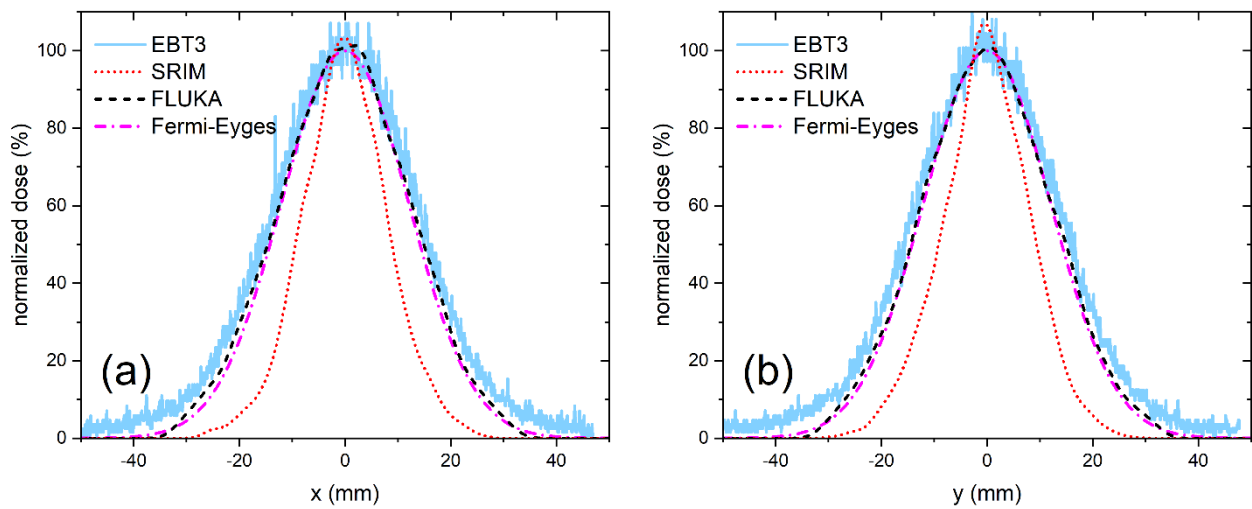 100
80
60
40
20
0
normalized dose (%)
EBT3
SRIM
FLUKA
Fermi-Eyges
(a)
-40 -20 0 20 40
x (mm)
100
80
60
40
20
0
normalized dose (%)
EBT3
SRIM
FLUKA
Fermi-Eyges
(b)
-40 -20 0 20 40
y (mm)